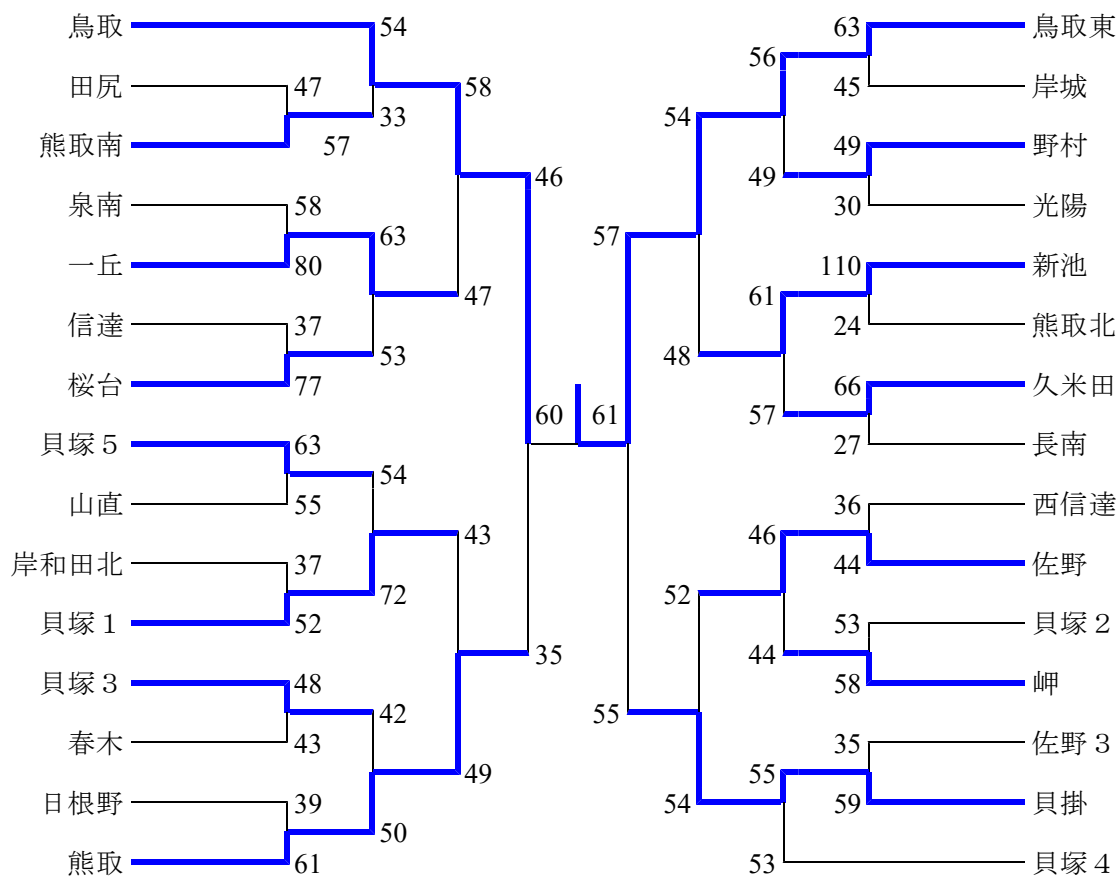 鳥取 54 63 鳥取東
56
田尻 47 58 45 岸城
33 54
熊取南 57 49 野村
46 49
泉南 58 30 光陽
63 57
一丘 80 110 新池
47 61
信達 37 24 熊取北
53 48
桜台 77 66 久米田
60 61 57
貝塚５ 63 27 長南
54
山直 55 36 西信達
43 46
岸和田北 37 44 佐野
72 52
貝塚１ 52 53 貝塚２
35 44
貝塚３ 48 58 岬
42 55
春木 43 35 佐野３
49 55
日根野 39 54 59 貝掛
50
熊取 61 53 貝塚４